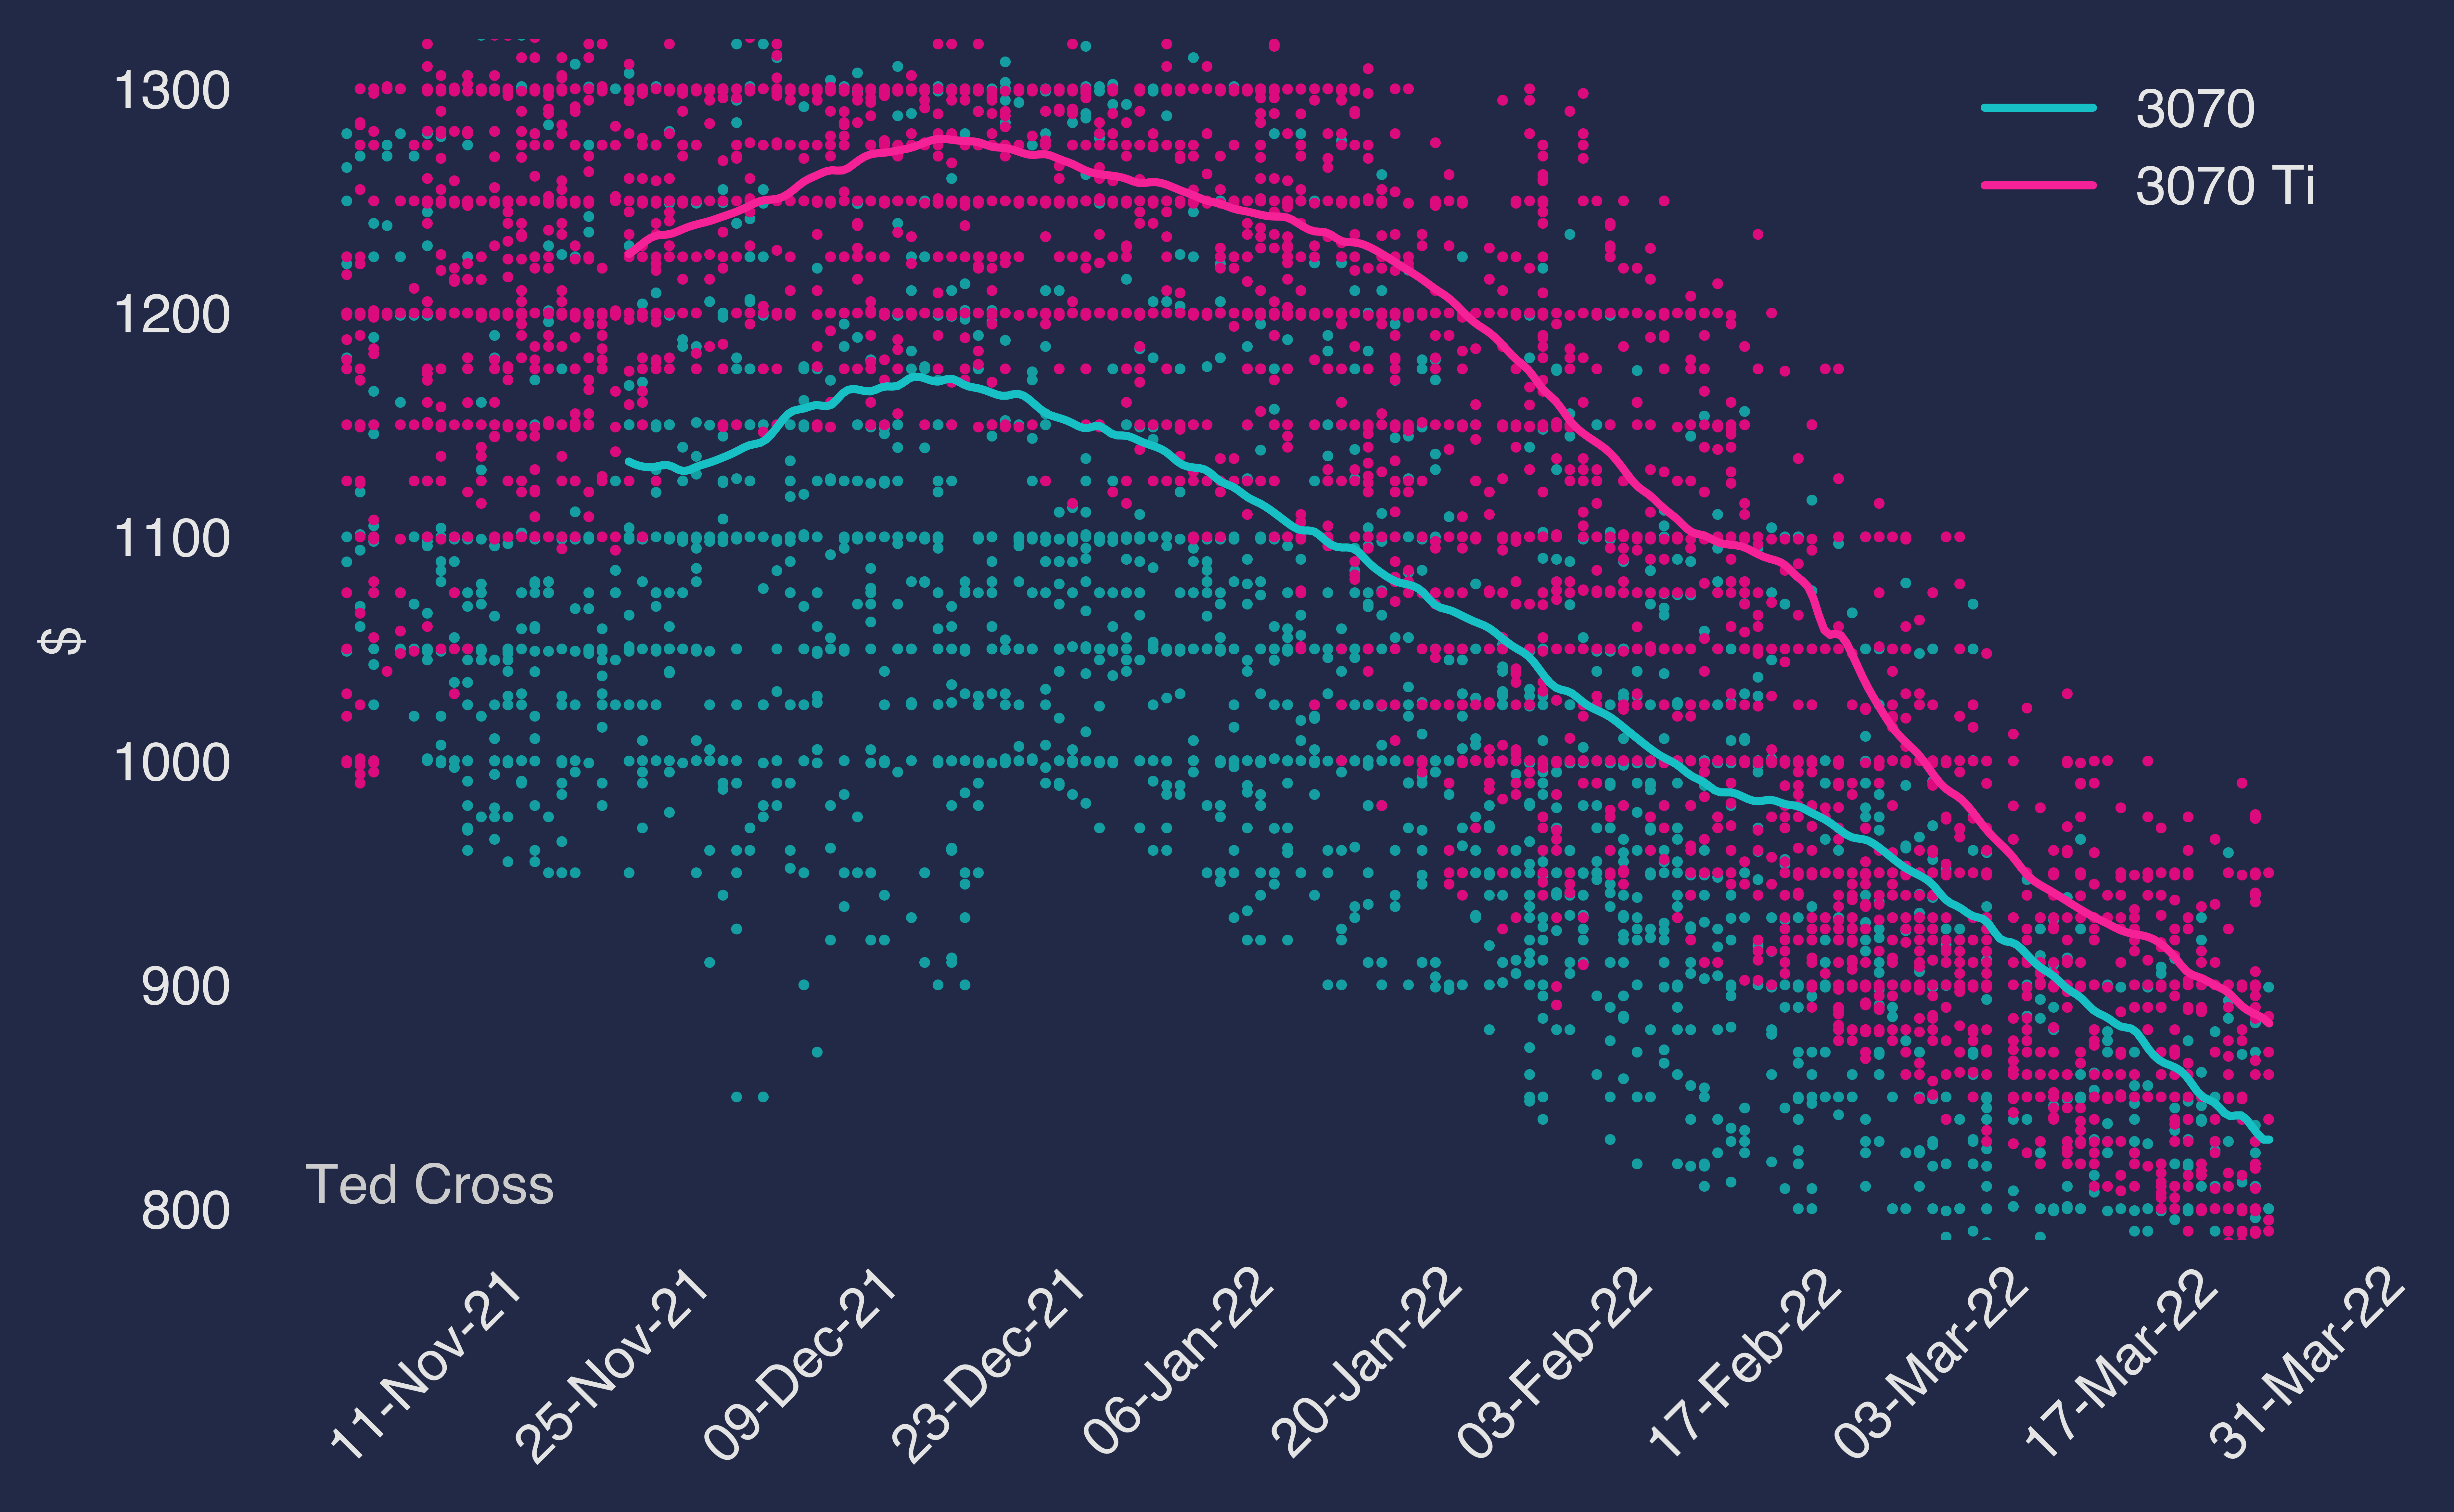 3070
3070 Ti
$
1300
1200
1100
1000
900
800
Ted Cross
11-Nov-21
25-Nov-21
09-Dec-21
23-Dec-21
06-Jan-22
20-Jan-22
03-Feb-22
17-Feb-22
03-Mar-22
17-Mar-22
31-Mar-22